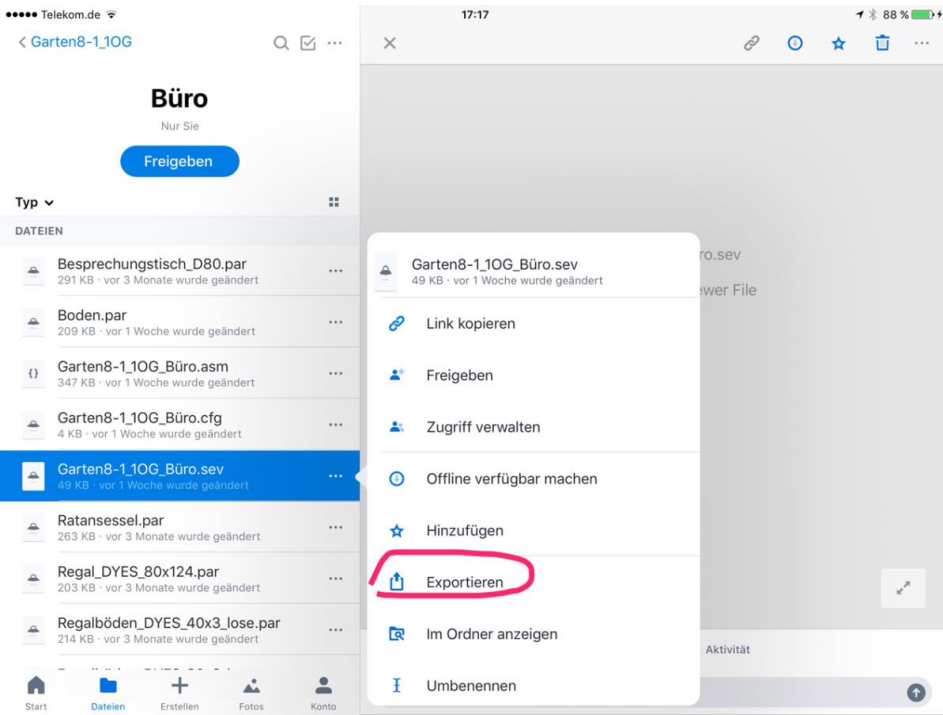 Telekom.de
17:17
88 %
Garten8-1_1OG
Büro
Nur Sie
Freigeben
Typ
DATEIEN
Besprechungstisch_D80.par
291 KB · vor 3 Monate wurde geändert
Boden.par
209 KB · vor 1 Woche wurde geändert
Garten8-1_1OG_Büro.asm
347 KB · vor 1 Woche wurde geändert
Garten8-1_1OG_Büro.cfg
4 KB · vor 1 Woche wurde geändert
Garten8-1_1OG_Büro.sev
49 KB · vor 1 Woche wurde geändert
Ratansessel.par
263 KB · vor 3 Monate wurde geändert
Regal_DYES_80x124.par
203 KB · vor 3 Monate wurde geändert
Regalböden_DYES_40x3_lose.par
214 KB · vor 3 Monate wurde geändert
Start
Dateien
Erstellen
Fotos
Konto
Garten8-1_1OG_Büro.sev
49 KB · vor 1 Woche wurde geändert
Link kopieren
Freigeben
Zugriff verwalten
Offline verfügbar machen
Hinzufügen
Exportieren
Im Ordner anzeigen
Umbenennen
ro.sev
ewer File
Aktivität